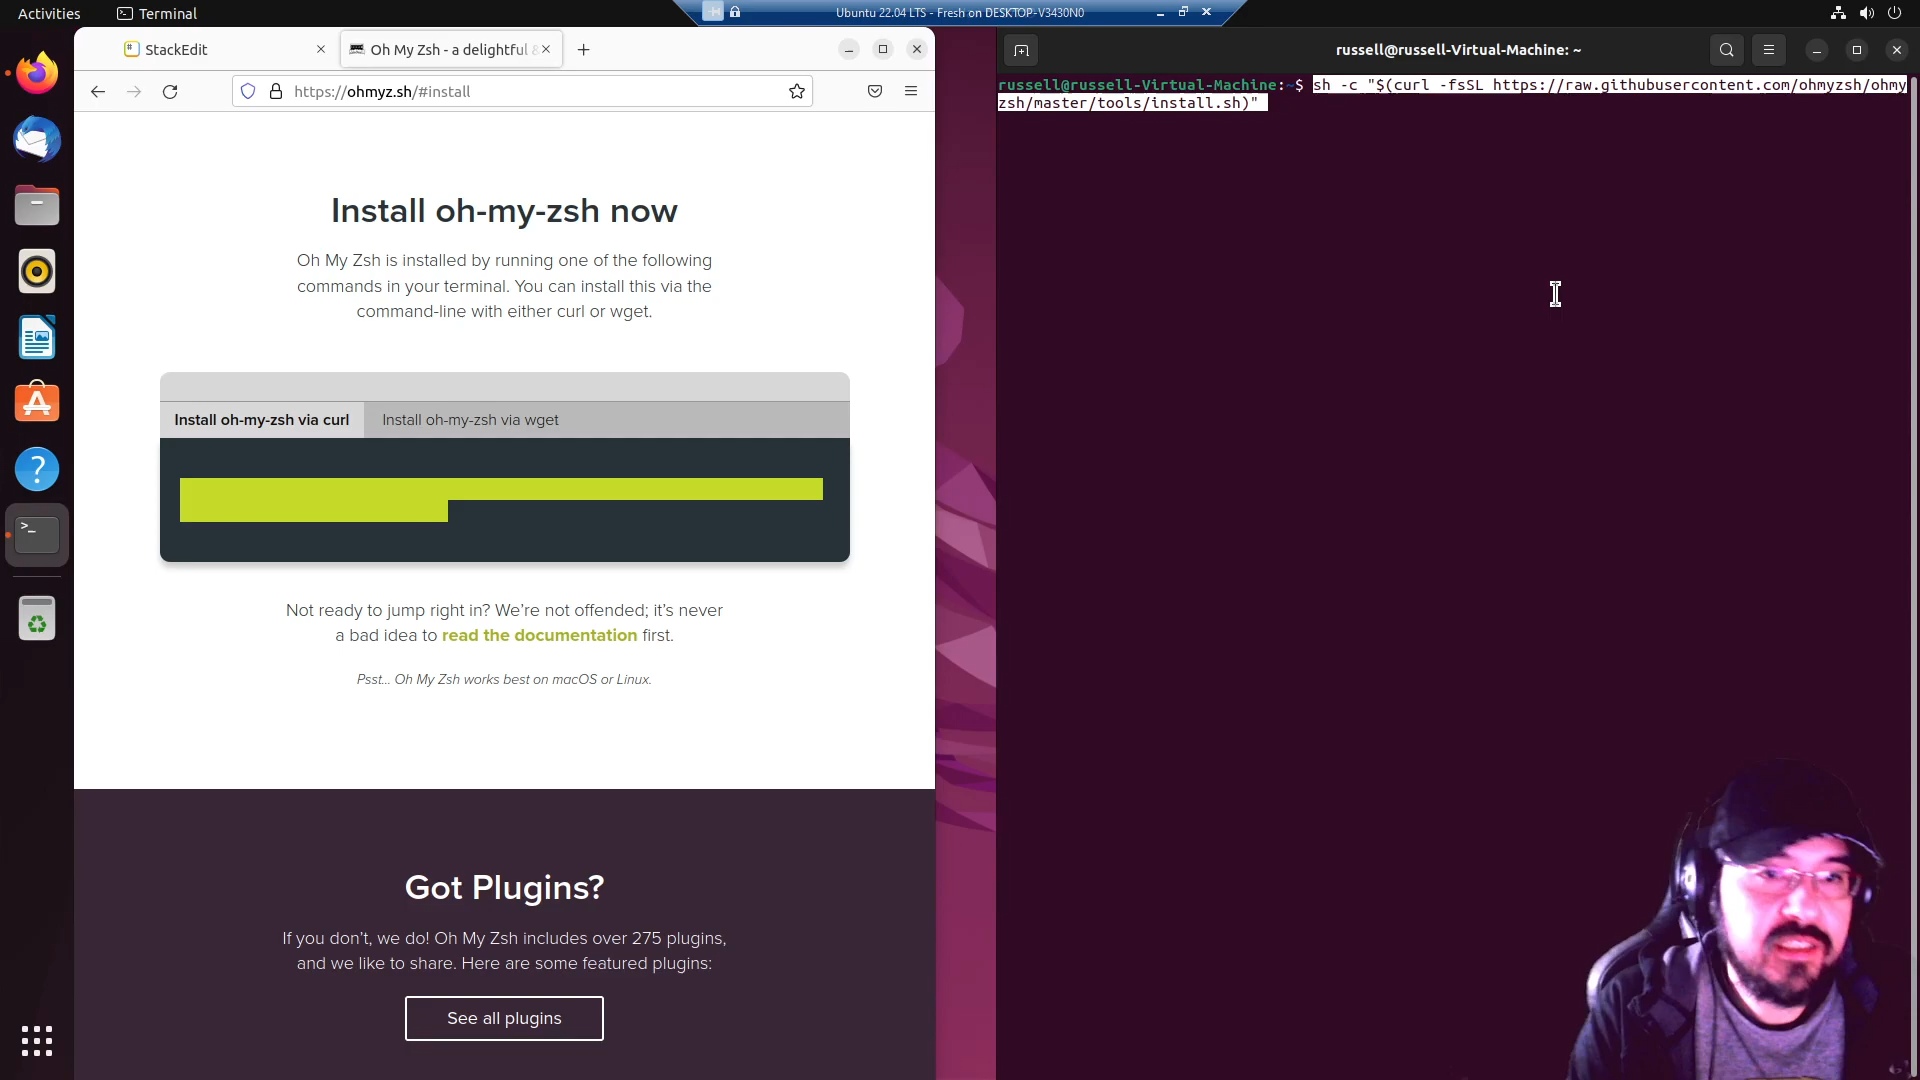 Activities
Terminal
Ubuntu 22.04 LTS - Fresh on DESKTOP-V3430N0
StackEdit
Oh My Zsh - a delightful &
https://ohmyz.sh/#install
Install oh-my-zsh now
Oh My Zsh is installed by running one of the following
commands in your terminal. You can install this via the
command-line with either curl or wget.
Install oh-my-zsh via curl
Install oh-my-zsh via wget
Not ready to jump right in? We're not offended; it's never
a bad idea to read the documentation first.
Psst... Oh My Zsh works best on macOS or Linux.
Got Plugins?
If you don't, we do! Oh My Zsh includes over 275 plugins,
and we like to share. Here are some featured plugins:
See all plugins
russell@russell-Virtual-Machine: ~
russell@russell-Virtual-Machine:~$ sh -c "$(curl -fsSL https://raw.githubusercontent.com/ohmyzsh/ohmy
zsh/master/tools/install.sh)"